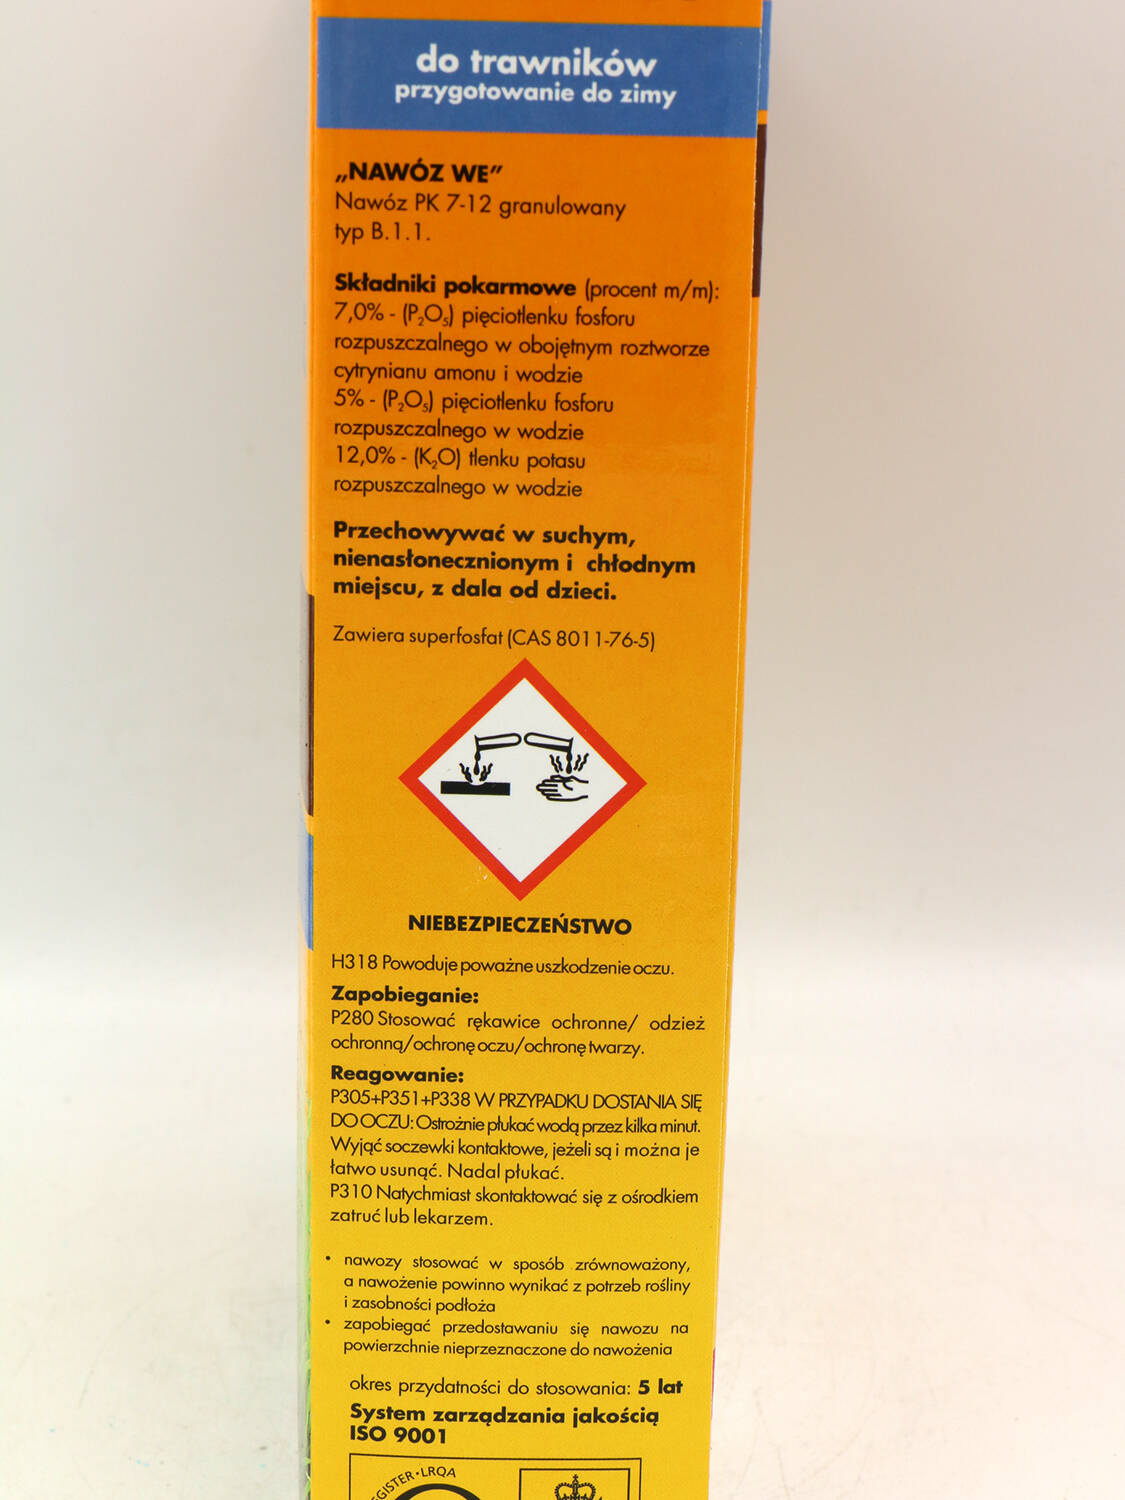 do trawników
przygotowanie do zimy
„NAWÓZ WE”
Nawóz PK 7-12 granulowany
typ B.1.1.
Składniki pokarmowe (procent m/m):
7,0% - (P₂O₅) pięciotlenku fosforu
rozpuszczalnego w obojętnym roztworze
cytrynianu amonu i wodzie
5% - (P₂O₅) pięciotlenku fosforu
rozpuszczalnego w wodzie
12,0% - (K₂O) tlenku potasu
rozpuszczalnego w wodzie
Przechowywać w suchym,
nienasłonecznionym i chłodnym
miejscu, z dala od dzieci.
Zawiera superfosfat (CAS 8011-76-5)
NIEBEZPIECZEŃSTWO
H318 Powoduje poważne uszkodzenie oczu.
Zapobieganie:
P280 Stosować rękawice ochronne/ odzież
ochronną/ochronę oczu/ochronę twarzy.
Reagowanie:
P305+P351+P338 W PRZYPADKU DOSTANIA SIĘ
DO OCZU: Ostrożnie płukać wodą przez kilka minut.
Wyjąć soczewki kontaktowe, jeżeli są i można je
łatwo usunąć. Nadal płukać.
P310 Natychmiast skontaktować się z ośrodkiem
zatruć lub lekarzem.
• nawozy stosować w sposób zrównoważony,
a nawożenie powinno wynikać z potrzeb rośliny
i zasobności podłoża
• zapobiegać przedostawaniu się nawozu na
powierzchnie nieprzeznaczone do nawożenia
okres przydatności do stosowania: 5 lat
System zarządzania jakością
ISO 9001
LRQA